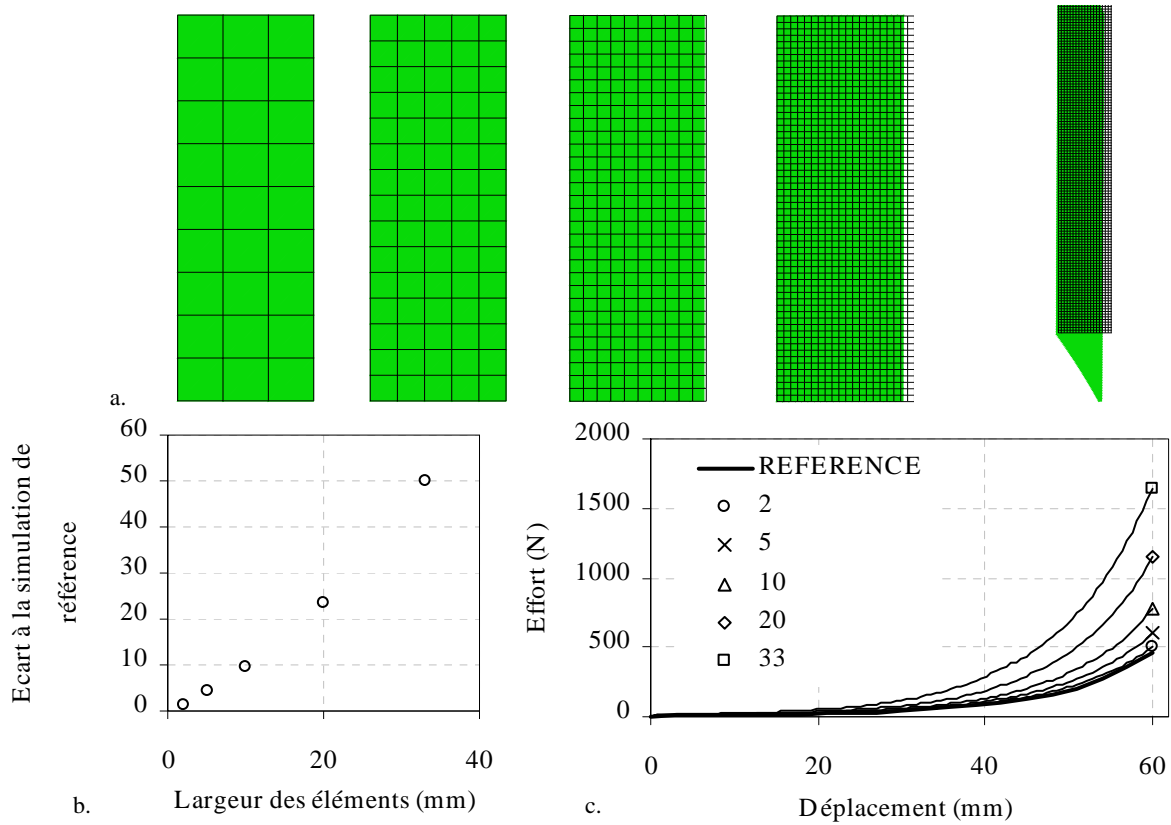 a.
60
50
40
30
20
10
0
0 20 40
Ecart à la simulation de
référence
Largeur des éléments (mm)
b.
2000
1500
1000
500
0
0 20 40 60
Effort (N)
REFERENCE
2
5
10
20
33
Déplacement (mm)
c.